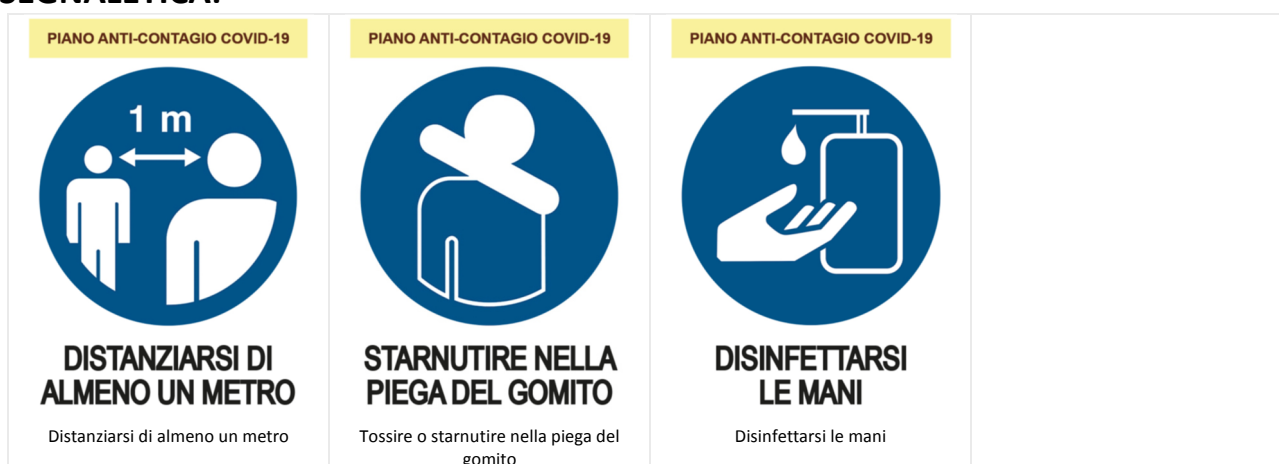 SEGNALETICA:
PIANO ANTI-CONTAGIO COVID-19
1 m
DISTANZIARSI DI
ALMENO UN METRO
Distanziarsi di almeno un metro
PIANO ANTI-CONTAGIO COVID-19
STARNUTIRE NELLA
PIEGA DEL GOMITO
Tossire o starnutire nella piega del
gomito
PIANO ANTI-CONTAGIO COVID-19
DISINFETTARSI
LE MANI
Disinfettarsi le mani